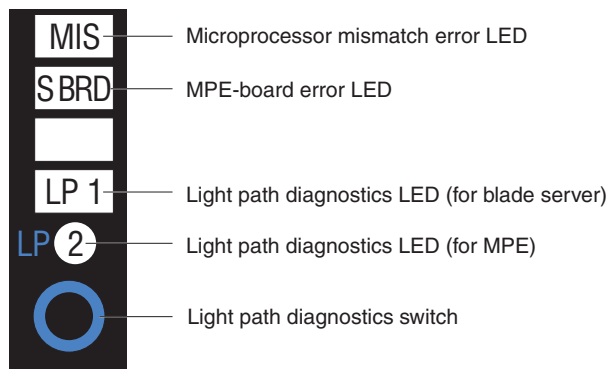 MIS Microprocessor mismatch error LED
S BRD MPE-board error LED
LP 1 Light path diagnostics LED (for blade server)
LP 2 Light path diagnostics LED (for MPE)
Light path diagnostics switch